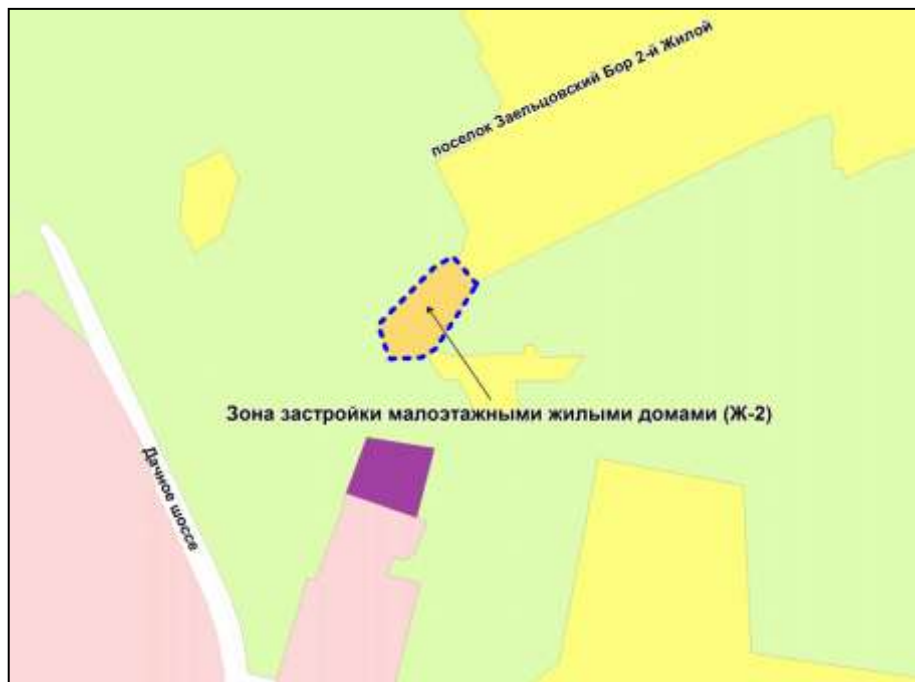 поселок Заельцовский Бор 2-й Жилой
Зона застройки малоэтажными жилыми домами (Ж-2)
Дачное шоссе